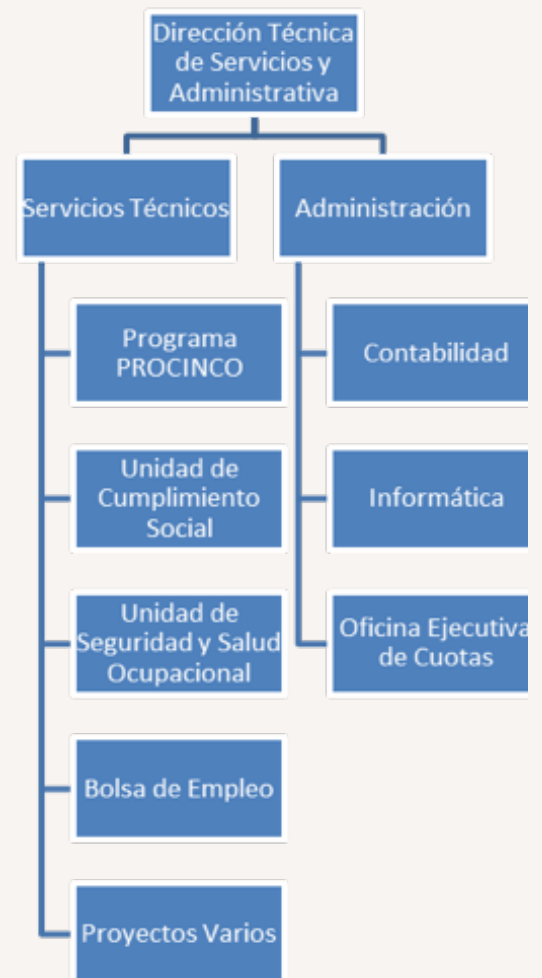 Dirección Técnica
de Servicios y
Administrativa
Servicios Técnicos
Administración
Programa
PROCINCO
Unidad de
Cumplimiento
Social
Unidad de
Seguridad y Salud
Ocupacional
Bolsa de Empleo
Proyectos Varios
Contabilidad
Informática
Oficina Ejecutiva
de Cuotas